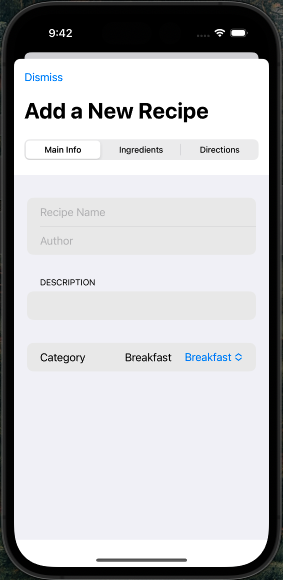 9:42
Dismiss
Add a New Recipe
Main Info Ingredients Directions
Recipe Name
Author
DESCRIPTION
Category Breakfast Breakfast